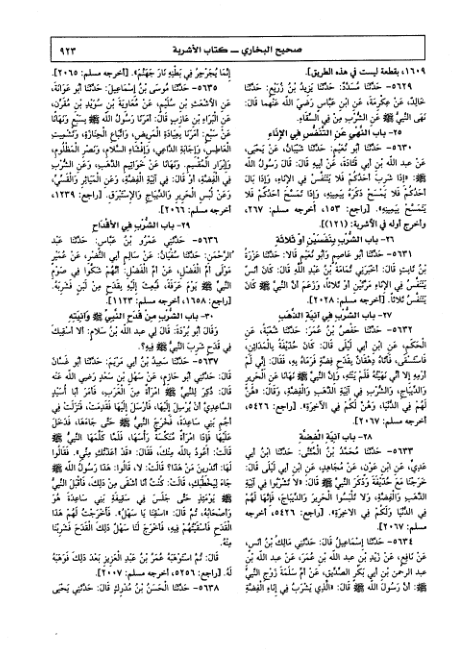 صحيح البخاري ــ كتاب الأشربة
٩٢٣
١٦٠٩، بقطعة ليست في هذه الطريق].
٥٦٢٩ - حَدَّثَنَا مُسَدَّدٌ: حَدَّثَنَا يَزِيدُ بْنُ زُرَيْعٍ: حَدَّثَنَا
خَالِدٌ، عَنْ عِكْرِمَةَ، عَنِ ابْنِ عَبَّاسٍ رَضِيَ اللَّهُ عَنْهُمَا قَالَ:
نَهَى النَّبِيُّ ﷺ عَنِ الشُّرْبِ مِنْ فِي السِّقَاءِ.
٢٥- باب النَّهْيِ عَنِ التَّنَفُّسِ فِي الإِنَاءِ
٥٦٣٠ - حَدَّثَنَا أَبُو نُعَيْمٍ: حَدَّثَنَا شَيْبَانُ، عَنْ يَحْيَى،
عَنْ عَبْدِ اللَّهِ بْنِ أَبِي قَتَادَةَ، عَنْ أَبِيهِ قَالَ: قَالَ رَسُولُ اللَّهِ
ﷺ: «إِذَا شَرِبَ أَحَدُكُمْ فَلَا يَتَنَفَّسْ فِي الإِنَاءِ، وَإِذَا بَالَ
أَحَدُكُمْ فَلَا يَمْسَحْ ذَكَرَهُ بِيَمِينِهِ، وَإِذَا تَمَسَّحَ أَحَدُكُمْ فَلَا
يَتَمَسَّحْ بِيَمِينِهِ». [راجع: ١٥٣، أخرجه مسلم: ٢٦٧،
وأخرج أوله في الأشربة: (١٢١)].
٢٦- باب الشُّرْبِ بِنَفَسَيْنِ أَوْ ثَلَاثَةٍ
٥٦٣١ - حَدَّثَنَا أَبُو عَاصِمٍ وَأَبُو نُعَيْمٍ قَالَا: حَدَّثَنَا عَزْرَةُ
بْنُ ثَابِتٍ قَالَ: أَخْبَرَنِي ثُمَامَةُ بْنُ عَبْدِ اللَّهِ قَالَ: كَانَ أَنَسٌ
يَتَنَفَّسُ فِي الإِنَاءِ مَرَّتَيْنِ أَوْ ثَلَاثًا، وَزَعَمَ أَنَّ النَّبِيَّ ﷺ كَانَ
يَتَنَفَّسُ ثَلَاثًا. [أخرجه مسلم: ٢٠٢٨].
٢٧- باب الشُّرْبِ فِي آنِيَةِ الذَّهَبِ
٥٦٣٢ - حَدَّثَنَا حَفْصُ بْنُ عُمَرَ: حَدَّثَنَا شُعْبَةُ، عَنِ
الْحَكَمِ، عَنِ ابْنِ أَبِي لَيْلَى قَالَ: كَانَ حُذَيْفَةُ بِالْمَدَائِنِ،
فَاسْتَسْقَى، فَأَتَاهُ دِهْقَانٌ بِقَدَحِ فِضَّةٍ فَرَمَاهُ بِهِ، فَقَالَ: إِنِّي لَمْ
أَرْمِهِ إِلَّا أَنِّي نَهَيْتُهُ فَلَمْ يَنْتَهِ، وَإِنَّ النَّبِيَّ ﷺ نَهَانَا عَنِ الْحَرِيرِ
وَالدِّيبَاجِ، وَالشُّرْبِ فِي آنِيَةِ الذَّهَبِ وَالْفِضَّةِ، وَقَالَ: «هُنَّ
لَهُمْ فِي الدُّنْيَا، وَهُنَّ لَكُمْ فِي الآخِرَةِ». [راجع: ٥٤٢٦،
أخرجه مسلم: ٢٠٦٧].
٢٨- باب آنِيَةِ الْفِضَّةِ
٥٦٣٣ - حَدَّثَنَا مُحَمَّدُ بْنُ الْمُثَنَّى: حَدَّثَنَا ابْنُ أَبِي
عَدِيٍّ، عَنِ ابْنِ عَوْنٍ، عَنْ مُجَاهِدٍ، عَنِ ابْنِ أَبِي لَيْلَى قَالَ:
خَرَجْنَا مَعَ حُذَيْفَةَ وَذَكَرَ النَّبِيَّ ﷺ قَالَ: «لَا تَشْرَبُوا فِي آنِيَةِ
الذَّهَبِ وَالْفِضَّةِ، وَلَا تَلْبَسُوا الْحَرِيرَ وَالدِّيبَاجَ، فَإِنَّهَا لَهُمْ
فِي الدُّنْيَا وَلَكُمْ فِي الآخِرَةِ». [راجع: ٥٤٢٦، أخرجه
مسلم: ٢٠٦٧].
٥٦٣٤ - حَدَّثَنَا إِسْمَاعِيلُ قَالَ: حَدَّثَنِي مَالِكُ بْنُ أَنَسٍ،
عَنْ نَافِعٍ، عَنْ زَيْدِ بْنِ عَبْدِ اللَّهِ بْنِ عُمَرَ، عَنْ عَبْدِ اللَّهِ بْنِ
عبد الرحمن بْنِ أَبِي بَكْرٍ الصِّدِّيقِ، عَنْ أُمِّ سَلَمَةَ زَوْجِ النَّبِيِّ
ﷺ: أَنَّ رَسُولَ اللَّهِ ﷺ قَالَ: «الَّذِي يَشْرَبُ فِي إِنَاءِ الْفِضَّةِ
إِنَّمَا يُجَرْجِرُ فِي بَطْنِهِ نَارَ جَهَنَّمَ». [أخرجه مسلم: ٢٠٦٥].
٥٦٣٥ - حَدَّثَنَا مُوسَى بْنُ إِسْمَاعِيلَ: حَدَّثَنَا أَبُو عَوَانَةَ،
عَنِ الأَشْعَثِ بْنِ سُلَيْمٍ، عَنْ مُعَاوِيَةَ بْنِ سُوَيْدِ بْنِ مُقَرِّنٍ،
عَنِ الْبَرَاءِ بْنِ عَازِبٍ قَالَ: أَمَرَنَا رَسُولُ اللَّهِ ﷺ بِسَبْعٍ وَنَهَانَا
عَنْ سَبْعٍ: أَمَرَنَا بِعِيَادَةِ الْمَرِيضِ، وَاتِّبَاعِ الْجِنَازَةِ، وَتَشْمِيتِ
الْعَاطِسِ، وَإِجَابَةِ الدَّاعِي، وَإِفْشَاءِ السَّلَامِ، وَنَصْرِ الْمَظْلُومِ،
وَإِبْرَارِ الْمُقْسِمِ. وَنَهَانَا عَنْ خَوَاتِيمِ الذَّهَبِ، وَعَنِ الشُّرْبِ
فِي الْفِضَّةِ، أَوْ قَالَ: فِي آنِيَةِ الْفِضَّةِ، وَعَنِ الْمَيَاثِرِ وَالْقَسِّيِّ،
وَعَنْ لُبْسِ الْحَرِيرِ وَالدِّيبَاجِ وَالإِسْتَبْرَقِ. [راجع: ١٢٣٩،
أخرجه مسلم: ٢٠٦٦].
٢٩- باب الشُّرْبِ فِي الأَقْدَاحِ
٥٦٣٦ - حَدَّثَنِي عَمْرُو بْنُ عَبَّاسٍ: حَدَّثَنَا عَبْدُ
الرَّحْمَنِ: حَدَّثَنَا سُفْيَانُ، عَنْ سَالِمٍ أَبِي النَّضْرِ، عَنْ عُمَيْرٍ
مَوْلَى أُمِّ الْفَضْلِ، عَنْ أُمِّ الْفَضْلِ: أَنَّهُمْ شَكُّوا فِي صَوْمِ
النَّبِيِّ ﷺ يَوْمَ عَرَفَةَ، فَبُعِثَ إِلَيْهِ بِقَدَحٍ مِنْ لَبَنٍ فَشَرِبَهُ.
[راجع: ١٦٥٨، أخرجه مسلم: ١١٢٣].
٣٠- باب الشُّرْبِ مِنْ قَدَحِ النَّبِيِّ ﷺ وَآنِيَتِهِ
وَقَالَ أَبُو بُرْدَةَ: قَالَ لِي عبد الله بْنُ سَلَامٍ: أَلَا أَسْقِيكَ
فِي قَدَحٍ شَرِبَ النَّبِيُّ ﷺ فِيهِ؟.
٥٦٣٧ - حَدَّثَنَا سَعِيدُ بْنُ أَبِي مَرْيَمَ: حَدَّثَنَا أَبُو غَسَّانَ
قَالَ: حَدَّثَنِي أَبُو حَازِمٍ، عَنْ سَهْلِ بْنِ سَعْدٍ رَضِيَ اللَّهُ عَنْهُ
قَالَ: ذُكِرَ لِلنَّبِيِّ ﷺ امْرَأَةٌ مِنَ الْعَرَبِ، فَأَمَرَ أَبَا أُسَيْدٍ
السَّاعِدِيَّ أَنْ يُرْسِلَ إِلَيْهَا، فَأَرْسَلَ إِلَيْهَا فَقَدِمَتْ، فَنَزَلَتْ فِي
أُجُمِ بَنِي سَاعِدَةَ، فَخَرَجَ النَّبِيُّ ﷺ حَتَّى جَاءَهَا، فَدَخَلَ
عَلَيْهَا فَإِذَا امْرَأَةٌ مُنَكِّسَةٌ رَأْسَهَا، فَلَمَّا كَلَّمَهَا النَّبِيُّ ﷺ
قَالَتْ: أَعُوذُ بِاللَّهِ مِنْكَ، فَقَالَ: «قَدْ أَعَذْتُكِ مِنِّي». فَقَالُوا
لَهَا: أَتَدْرِينَ مَنْ هَذَا؟ قَالَتْ: لَا، قَالُوا: هَذَا رَسُولُ اللَّهِ ﷺ
جَاءَ لِيَخْطُبَكِ، قَالَتْ: كُنْتُ أَنَا أَشْقَى مِنْ ذَلِكَ، فَأَقْبَلَ النَّبِيُّ
ﷺ يَوْمَئِذٍ حَتَّى جَلَسَ فِي سَقِيفَةِ بَنِي سَاعِدَةَ هُوَ
وَأَصْحَابُهُ، ثُمَّ قَالَ: «اسْقِنَا يَا سَهْلُ». فَأَخْرَجْتُ لَهُمْ هَذَا
الْقَدَحَ فَأَسْقَيْتُهُمْ فِيهِ، فَأَخْرَجَ لَنَا سَهْلٌ ذَلِكَ الْقَدَحَ فَشَرِبْنَا
مِنْهُ.
قَالَ: ثُمَّ اسْتَوْهَبَهُ عُمَرُ بْنُ عَبْدِ الْعَزِيزِ بَعْدَ ذَلِكَ فَوَهَبَهُ
لَهُ. [راجع: ٥٢٥٦، أخرجه مسلم: ٢٠٠٧].
٥٦٣٨ - حَدَّثَنَا الْحَسَنُ بْنُ مُدْرِكٍ قَالَ: حَدَّثَنِي يَحْيَى